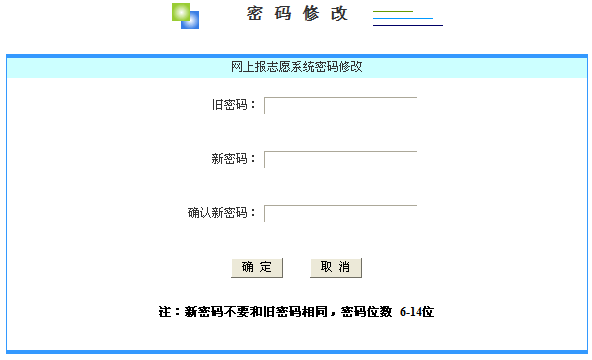 密 码 修 改
网上报志愿系统密码修改
旧密码：
新密码：
确认新密码：
确 定 取 消
注：新密码不要和旧密码相同，密码位数 6-14位